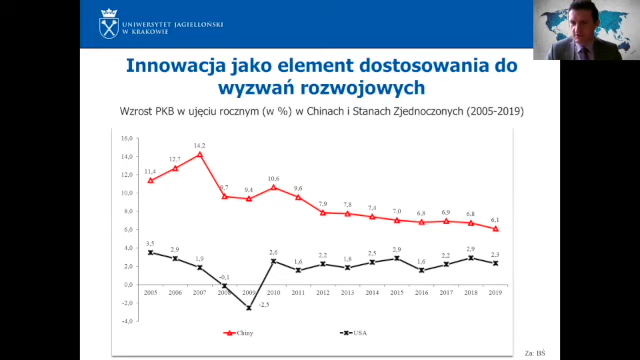 UNIWERSYTET JAGIELLOŃSKI
W KRAKOWIE
Innowacja jako element dostosowania do
wyzwań rozwojowych
Wzrost PKB w ujęciu rocznym (w %) w Chinach i Stanach Zjednoczonych (2005-2019)
16,0
14,0
12,0
10,0
8,0
6,0
4,0
2,0
0,0
-2,0
-4,0
11,4 12,7 14,2 9,7 9,4 10,6 9,6 7,9 7,8 7,4 7,0 6,8 6,9 6,8 6,1
3,5 2,9 1,9 -0,1 -2,5 2,6 1,6 2,2 1,8 2,5 2,9 1,6 2,2 2,9 2,3
2005 2006 2007 2008 2009 2010 2011 2012 2013 2014 2015 2016 2017 2018 2019
Chiny USA
Za: BŚ